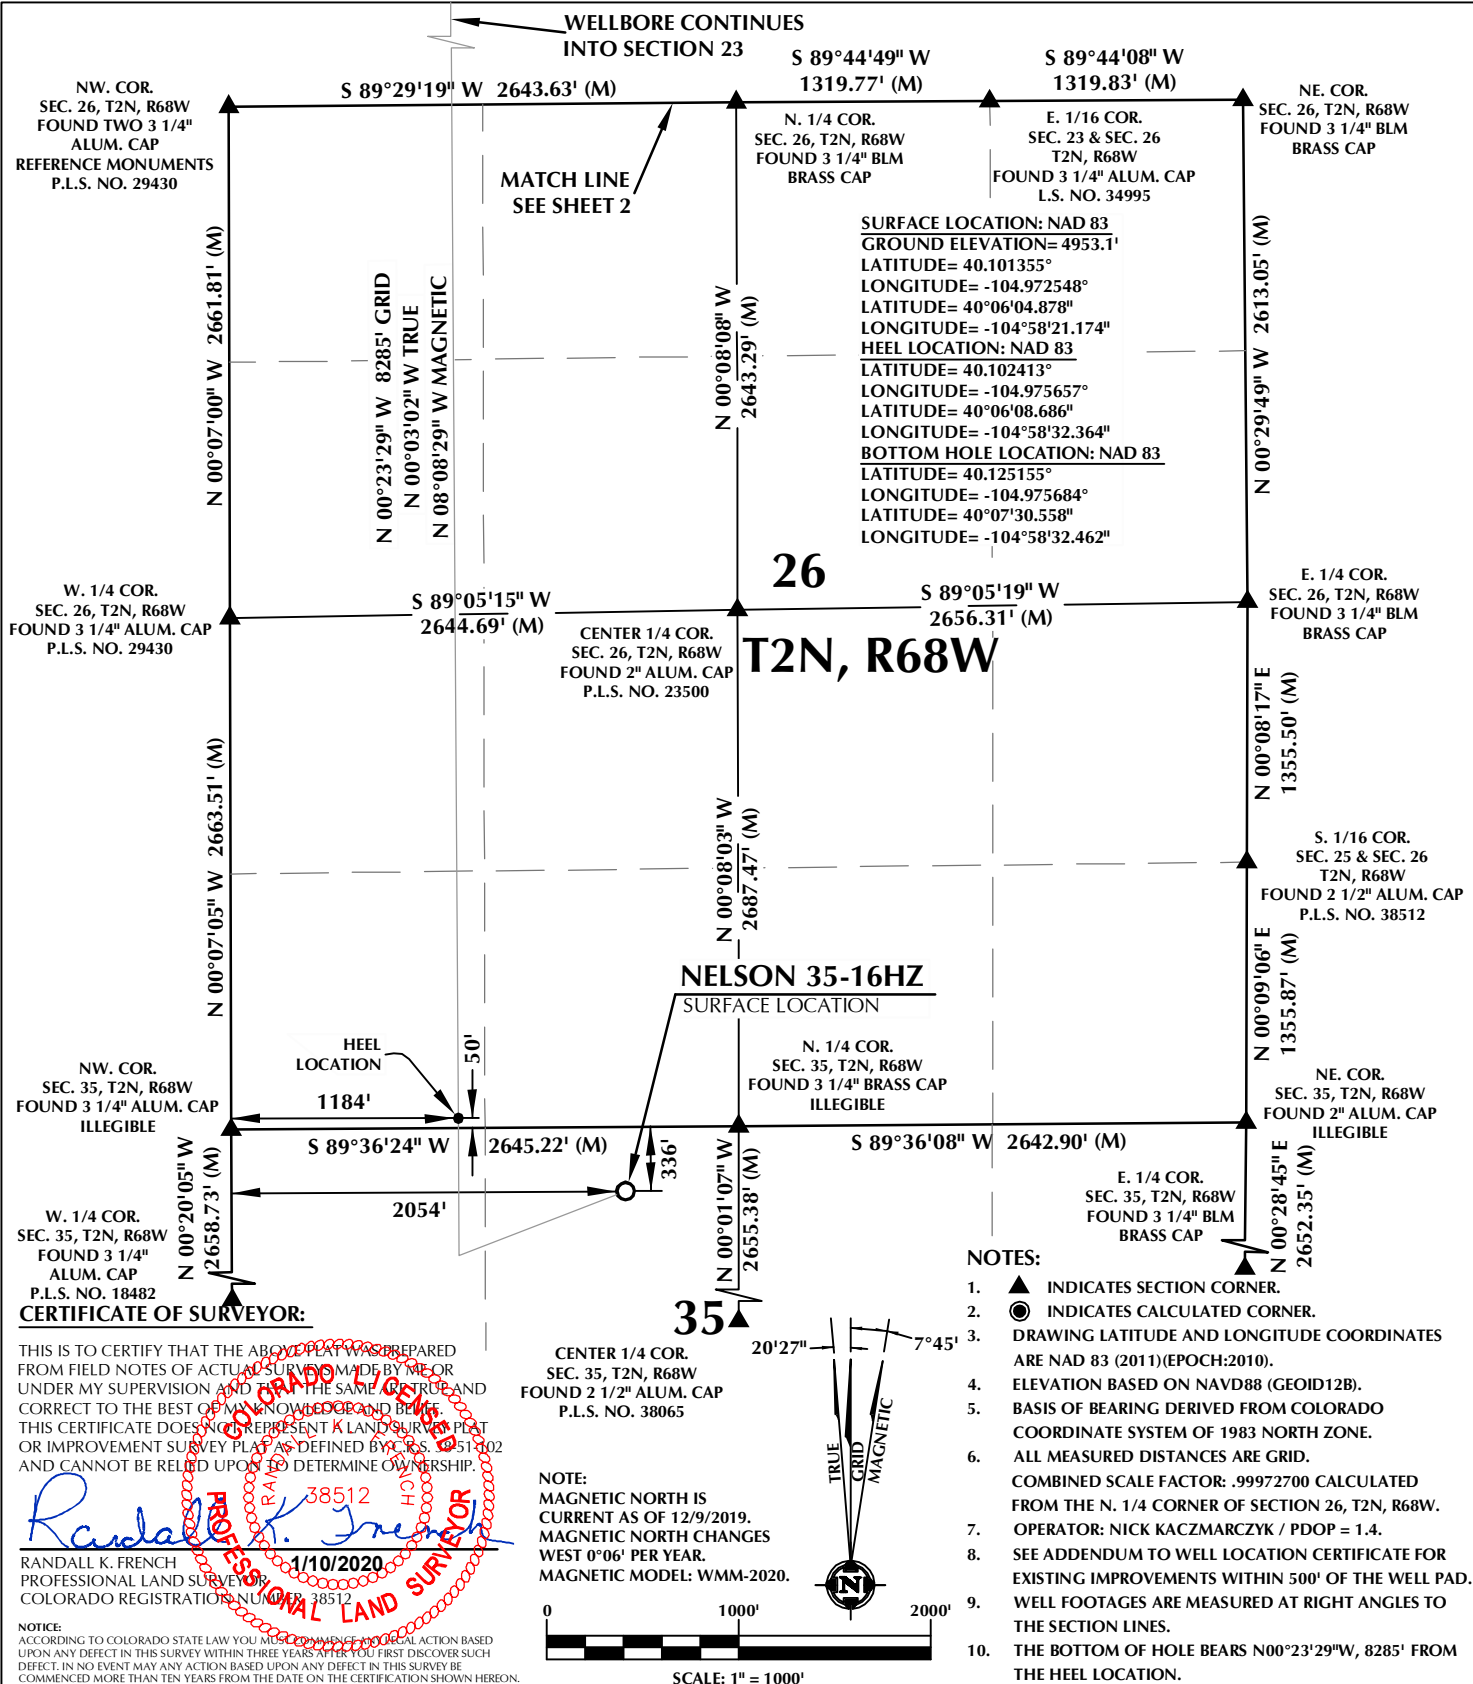 WELLBORE CONTINUES
INTO SECTION 23
S 89°44'49" W
1319.77' (M)
S 89°44'08" W
1319.83' (M)
S 89°29'19" W 2643.63' (M)
NW. COR.
SEC. 26, T2N, R68W
FOUND TWO 3 1/4"
ALUM. CAP
REFERENCE MONUMENTS
P.L.S. NO. 29430
N. 1/4 COR.
SEC. 26, T2N, R68W
FOUND 3 1/4" BLM
BRASS CAP
E. 1/16 COR.
SEC. 23 & SEC. 26
T2N, R68W
FOUND 3 1/4" ALUM. CAP
L.S. NO. 34995
NE. COR.
SEC. 26, T2N, R68W
FOUND 3 1/4" BLM
BRASS CAP
MATCH LINE
SEE SHEET 2
SURFACE LOCATION: NAD 83
GROUND ELEVATION= 4953.1'
LATITUDE= 40.101355°
LONGITUDE= -104.972548°
LATITUDE= 40°06'04.878"
LONGITUDE= -104°58'21.174"
HEEL LOCATION: NAD 83
LATITUDE= 40.102413°
LONGITUDE= -104.975657°
LATITUDE= 40°06'08.686"
LONGITUDE= -104°58'32.364"
BOTTOM HOLE LOCATION: NAD 83
LATITUDE= 40.125155°
LONGITUDE= -104.975684°
LATITUDE= 40°07'30.558"
LONGITUDE= -104°58'32.462"
N 00°07'00" W 2661.81' (M)
N 00°23'29" W 8285' GRID
N 00°03'02" W TRUE
N 08°08'29" W MAGNETIC
N 00°08'08" W
2643.29' (M)
N 00°29'49" W 2613.05' (M)
26
T2N, R68W
W. 1/4 COR.
SEC. 26, T2N, R68W
FOUND 3 1/4" ALUM. CAP
P.L.S. NO. 29430
S 89°05'15" W
2644.69' (M)
CENTER 1/4 COR.
SEC. 26, T2N, R68W
FOUND 2" ALUM. CAP
P.L.S. NO. 23500
S 89°05'19" W
2656.31' (M)
E. 1/4 COR.
SEC. 26, T2N, R68W
FOUND 3 1/4" BLM
BRASS CAP
N 00°07'05" W 2663.51' (M)
N 00°08'03" W
2687.47' (M)
N 00°08'17" E
1355.50' (M)
S. 1/16 COR.
SEC. 25 & SEC. 26
T2N, R68W
FOUND 2 1/2" ALUM. CAP
P.L.S. NO. 38512
N 00°09'06" E
1355.87' (M)
NELSON 35-16HZ
SURFACE LOCATION
HEEL
LOCATION
50'
1184'
NW. COR.
SEC. 35, T2N, R68W
FOUND 3 1/4" ALUM. CAP
ILLEGIBLE
N. 1/4 COR.
SEC. 35, T2N, R68W
FOUND 3 1/4" BRASS CAP
ILLEGIBLE
NE. COR.
SEC. 35, T2N, R68W
FOUND 2" ALUM. CAP
ILLEGIBLE
S 89°36'24" W 2645.22' (M)
S 89°36'08" W 2642.90' (M)
336'
2054'
N 00°20'05" W
2658.73' (M)
N 00°01'07" W
2655.38' (M)
N 00°28'45" E
2652.35' (M)
W. 1/4 COR.
SEC. 35, T2N, R68W
FOUND 3 1/4"
ALUM. CAP
P.L.S. NO. 18482
E. 1/4 COR.
SEC. 35, T2N, R68W
FOUND 3 1/4" BLM
BRASS CAP
35
CENTER 1/4 COR.
SEC. 35, T2N, R68W
FOUND 2 1/2" ALUM. CAP
P.L.S. NO. 38065
CERTIFICATE OF SURVEYOR:
THIS IS TO CERTIFY THAT THE ABOVE PLAT WAS PREPARED
FROM FIELD NOTES OF ACTUAL SURVEYS MADE BY ME OR
UNDER MY SUPERVISION AND THAT THE SAME ARE TRUE AND
CORRECT TO THE BEST OF MY KNOWLEDGE AND BELIEF.
THIS CERTIFICATE DOES NOT REPRESENT A LAND SURVEY PLAT
OR IMPROVEMENT SURVEY PLAT AS DEFINED BY C.R.S. 38-51-102
AND CANNOT BE RELIED UPON TO DETERMINE OWNERSHIP.
COLORADO LICENSED
RANDALL K. FRENCH
38512
PROFESSIONAL LAND SURVEYOR
Randall K. French
1/10/2020
RANDALL K. FRENCH
PROFESSIONAL LAND SURVEYOR
COLORADO REGISTRATION NUMBER 38512
NOTICE:
ACCORDING TO COLORADO STATE LAW YOU MUST COMMENCE ANY LEGAL ACTION BASED
UPON ANY DEFECT IN THIS SURVEY WITHIN THREE YEARS AFTER YOU FIRST DISCOVER SUCH
DEFECT. IN NO EVENT MAY ANY ACTION BASED UPON ANY DEFECT IN THIS SURVEY BE
COMMENCED MORE THAN TEN YEARS FROM THE DATE ON THE CERTIFICATION SHOWN HEREON.
NOTE:
MAGNETIC NORTH IS
CURRENT AS OF 12/9/2019.
MAGNETIC NORTH CHANGES
WEST 0°06' PER YEAR.
MAGNETIC MODEL: WMM-2020.
20'27"
7°45'
TRUE
GRID
MAGNETIC
N
0 1000' 2000'
SCALE: 1" = 1000'
NOTES:
1. INDICATES SECTION CORNER.
2. INDICATES CALCULATED CORNER.
3. DRAWING LATITUDE AND LONGITUDE COORDINATES
ARE NAD 83 (2011)(EPOCH:2010).
4. ELEVATION BASED ON NAVD88 (GEOID12B).
5. BASIS OF BEARING DERIVED FROM COLORADO
COORDINATE SYSTEM OF 1983 NORTH ZONE.
6. ALL MEASURED DISTANCES ARE GRID.
COMBINED SCALE FACTOR: .99972700 CALCULATED
FROM THE N. 1/4 CORNER OF SECTION 26, T2N, R68W.
7. OPERATOR: NICK KACZMARCZYK / PDOP = 1.4.
8. SEE ADDENDUM TO WELL LOCATION CERTIFICATE FOR
EXISTING IMPROVEMENTS WITHIN 500' OF THE WELL PAD.
9. WELL FOOTAGES ARE MEASURED AT RIGHT ANGLES TO
THE SECTION LINES.
10. THE BOTTOM OF HOLE BEARS N00°23'29"W, 8285' FROM
THE HEEL LOCATION.